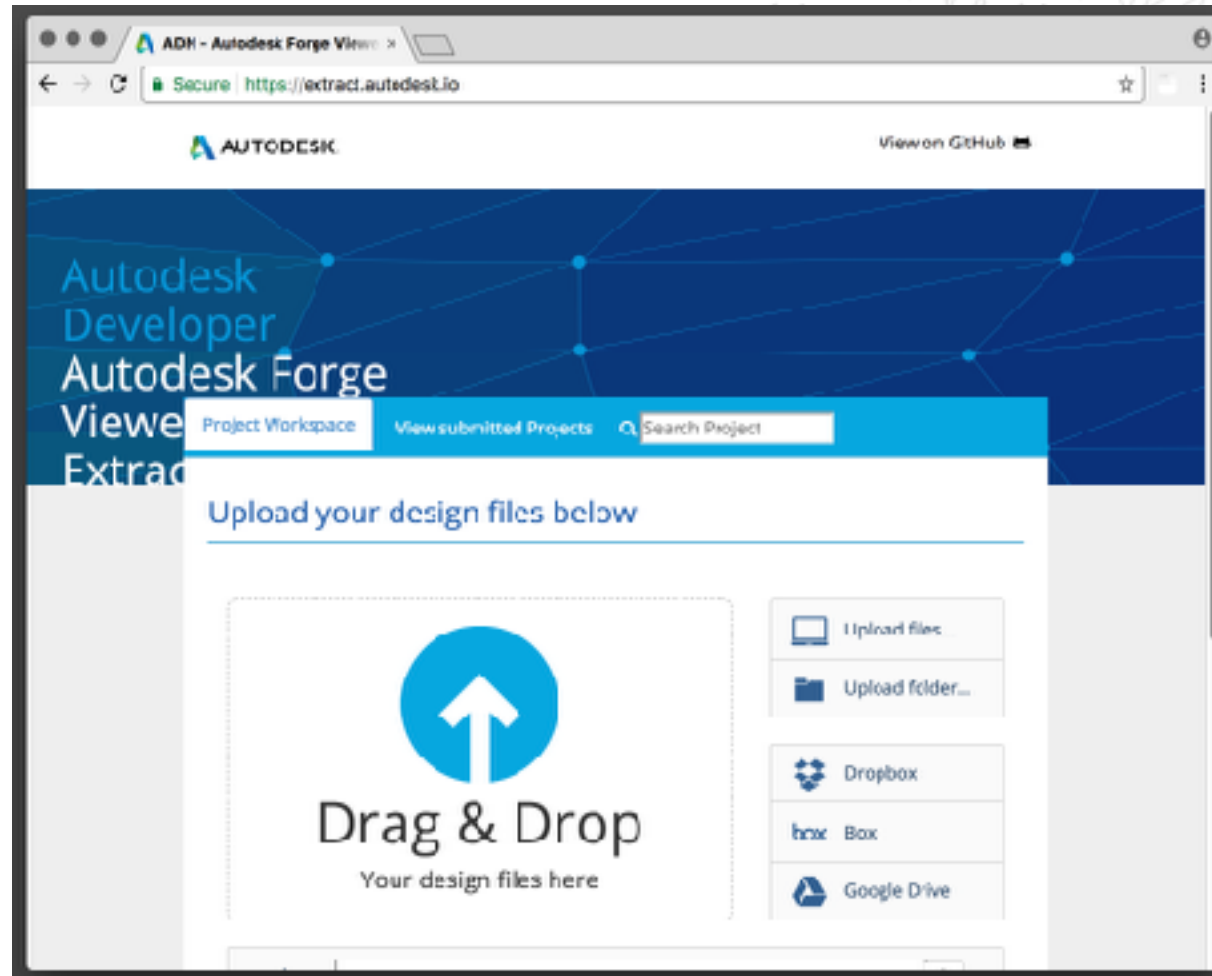 ADN - Autodesk Forge Viewe
Secure https://extract.autodesk.io
AUTODESK
View on GitHub
Autodesk
Developer
Autodesk Forge
Viewe
Extrac
Project Workspace
View submitted Projects
Search Project
Upload your design files below
Upload files...
Upload folder...
Drag & Drop
Your design files here
Dropbox
box Box
Google Drive